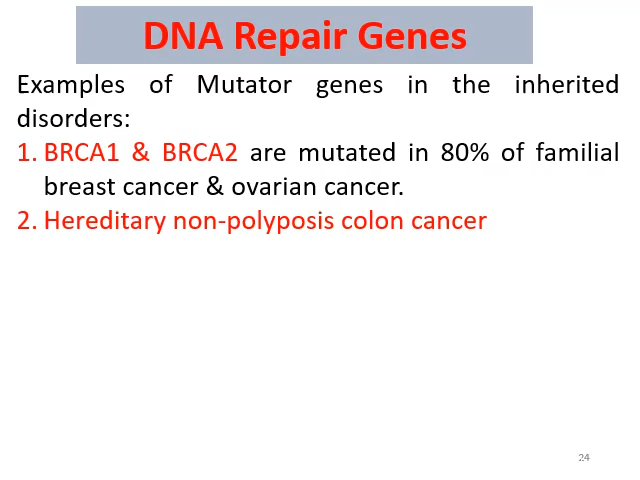 DNA Repair Genes
Examples of Mutator genes in the inherited
disorders:
1. BRCA1 & BRCA2 are mutated in 80% of familial
breast cancer & ovarian cancer.
2. Hereditary non-polyposis colon cancer
24